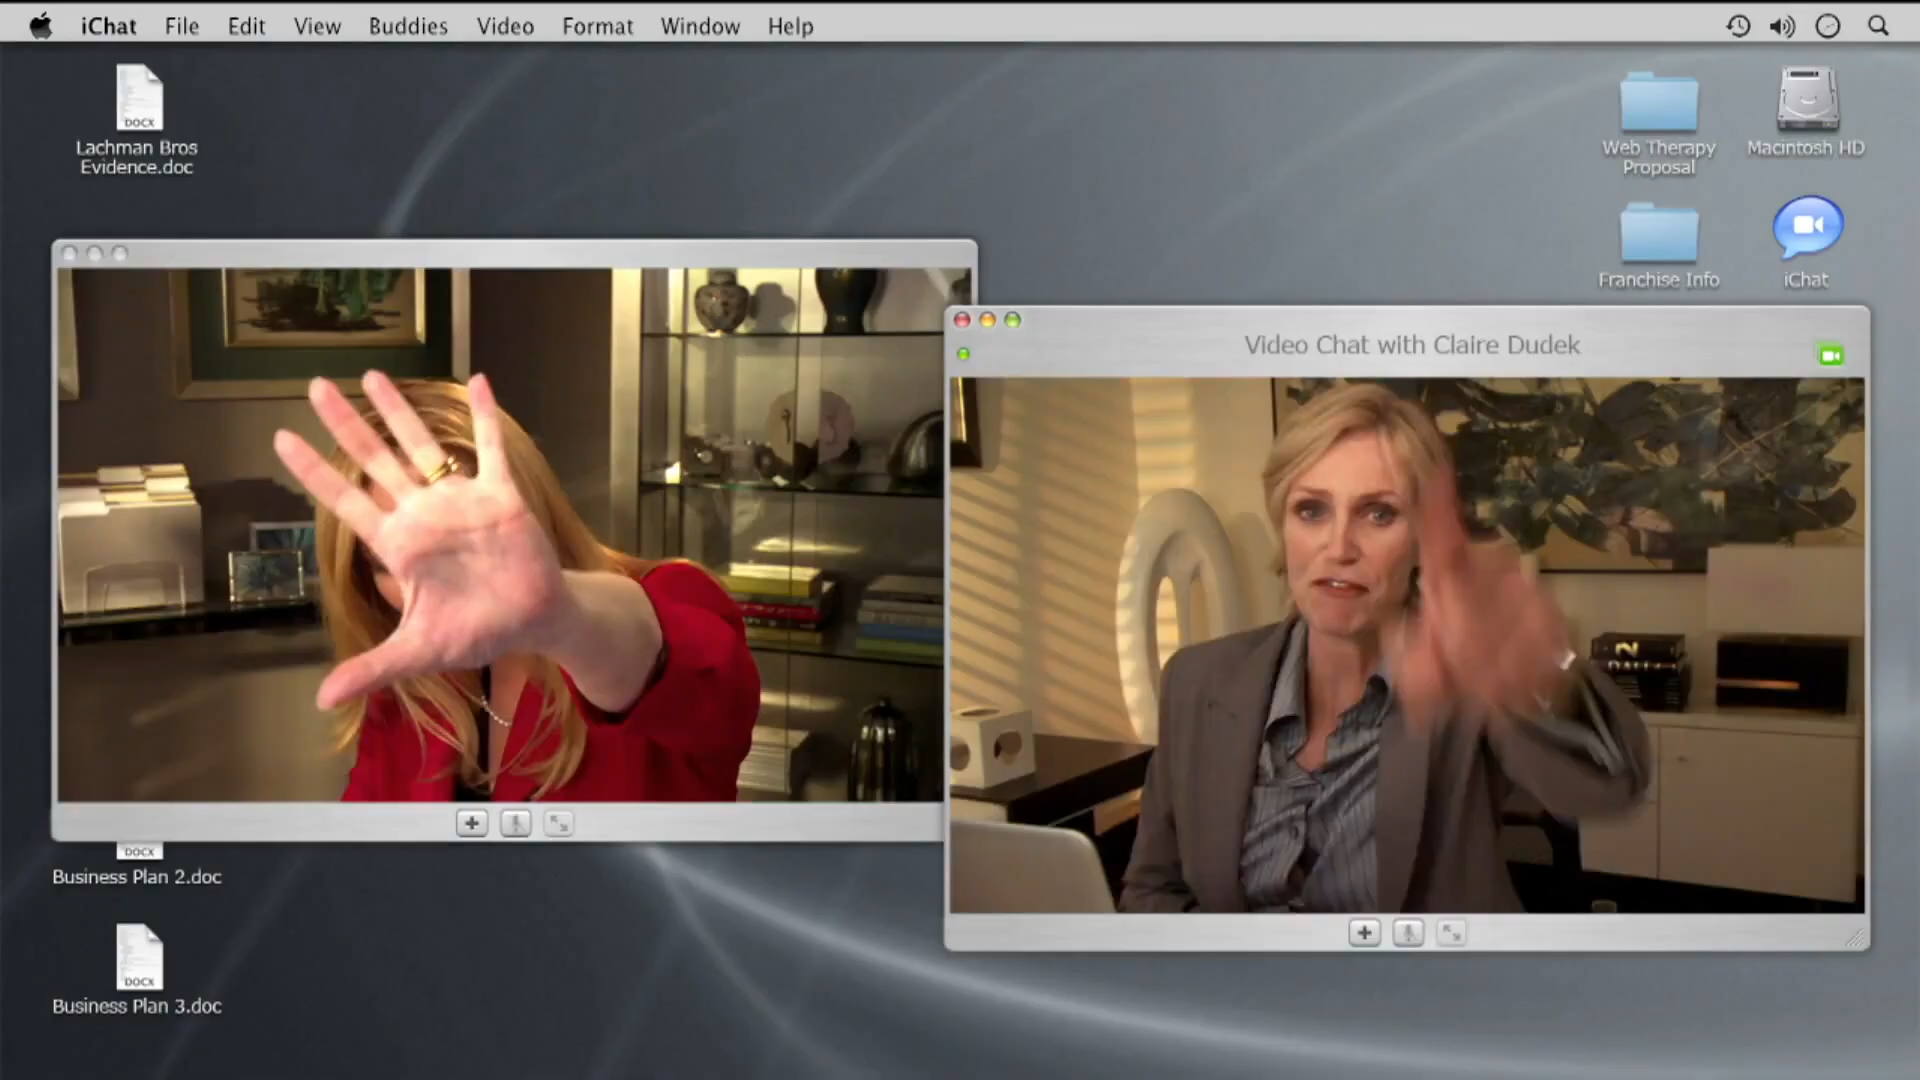 iChat File Edit View Buddies Video Format Window Help
DOCX
Lachman Bros
Evidence.doc
Web Therapy
Proposal
Macintosh HD
Franchise Info
iChat
Video Chat with Claire Dudek
DOCX
Business Plan 2.doc
DOCX
Business Plan 3.doc